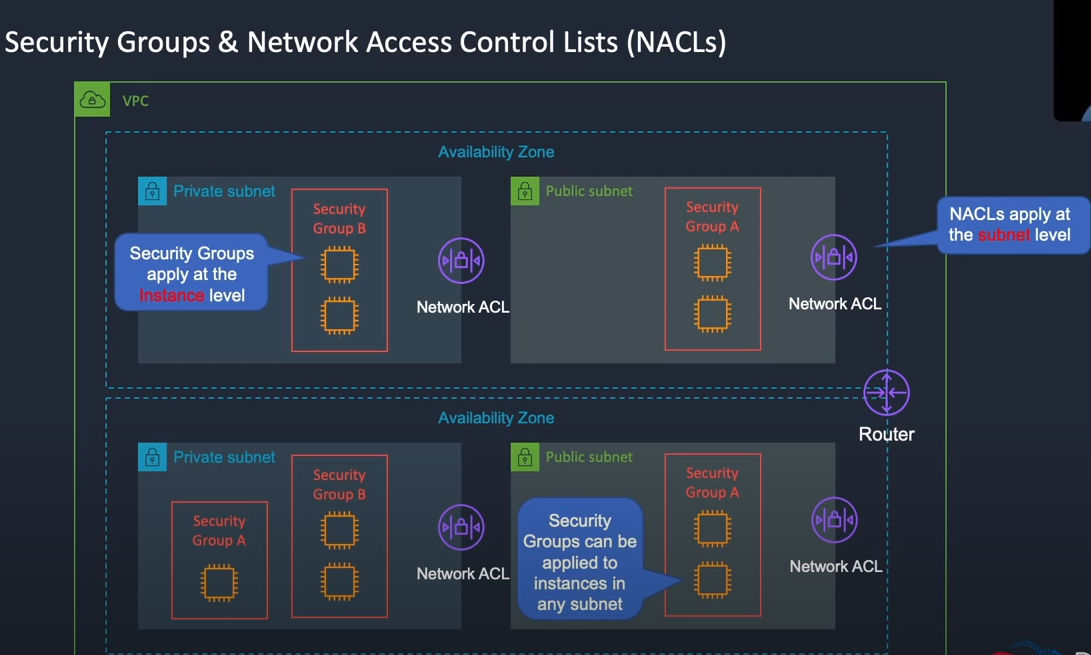 Security Groups & Network Access Control Lists (NACLs)
VPC
Availability Zone
Private subnet
Security
Group B
Security Groups
apply at the
Instance level
Network ACL
Public subnet
Security
Group A
Network ACL
NACLs apply at
the subnet level
Router
Availability Zone
Private subnet
Security
Group A
Security
Group B
Network ACL
Public subnet
Security
Groups can be
applied to
instances in
any subnet
Security
Group A
Network ACL